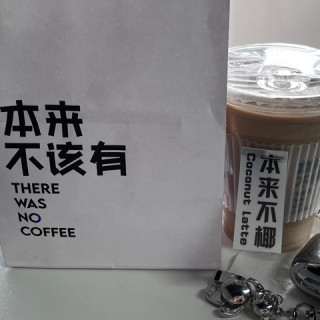 本来
不该有
THERE
WAS
NO
COFFEE
本来不椰
Coconut Latte